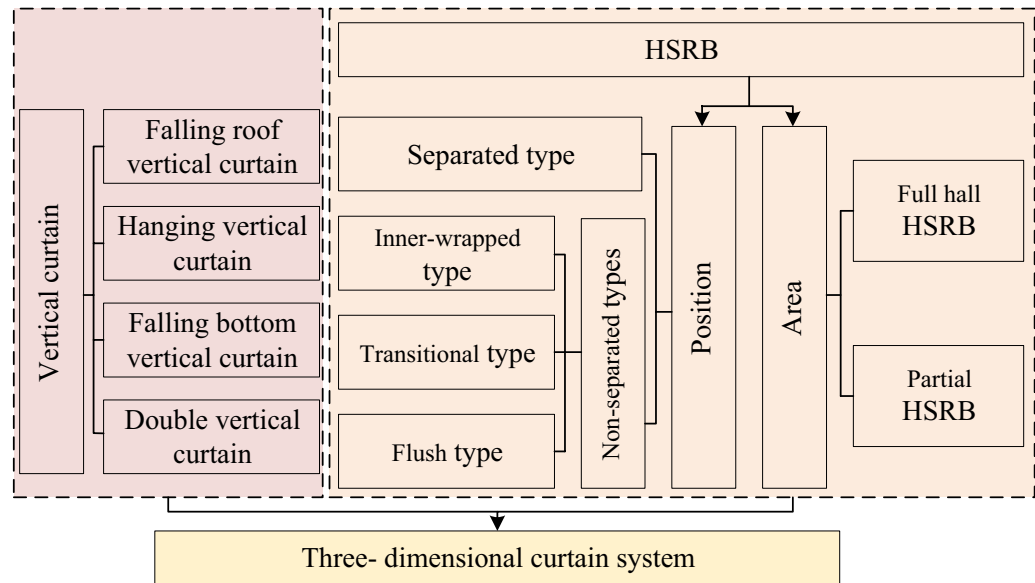 Vertical curtain
Falling roof
vertical curtain
Hanging vertical
curtain
Falling bottom
vertical curtain
Double vertical
curtain
HSRB
Separated type
Inner-wrapped
type
Transitional type
Flush type
Non-separated types
Position
Area
Full hall
HSRB
Partial
HSRB
Three- dimensional curtain system